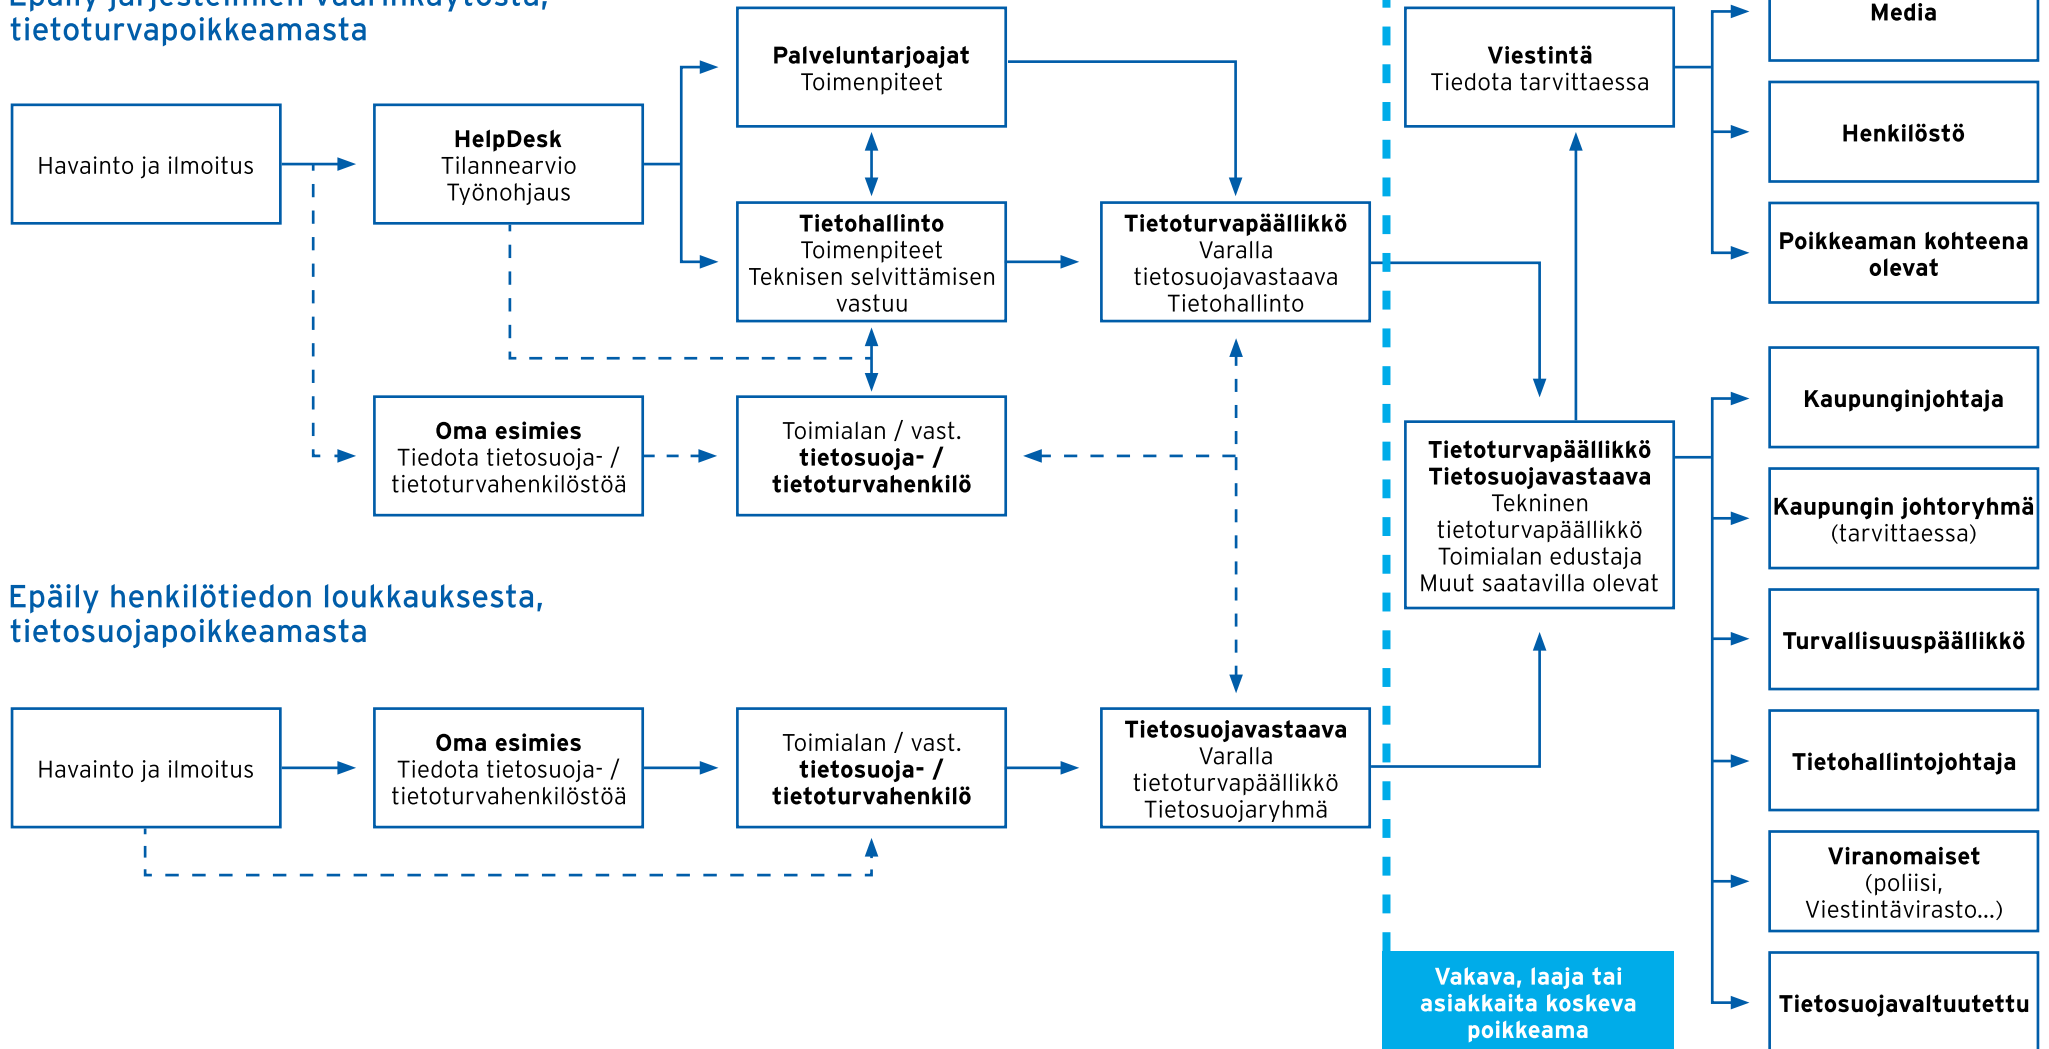 Epäily järjestelmien väärinkäytöstä,
tietoturvapoikkeamasta
Havainto ja ilmoitus
HelpDesk
Tilannearvio
Työnohjaus
Palveluntarjoajat
Toimenpiteet
Tietohallinto
Toimenpiteet
Teknisen selvittämisen
vastuu
Tietoturvapäällikkö
Varalla
tietosuojavastaava
Tietohallinto
Oma esimies
Tiedota tietosuoja- /
tietoturvahenkilöstöä
Toimialan / vast.
tietosuoja- /
tietoturvahenkilö
Epäily henkilötiedon loukkauksesta,
tietosuojapoikkeamasta
Havainto ja ilmoitus
Oma esimies
Tiedota tietosuoja- /
tietoturvahenkilöstöä
Toimialan / vast.
tietosuoja- /
tietoturvahenkilö
Tietosuojavastaava
Varalla
tietoturvapäällikkö
Tietosuojaryhmä
Viestintä
Tiedota tarvittaessa
Tietoturvapäällikkö
Tietosuojavastaava
Tekninen
tietoturvapäällikkö
Toimialan edustaja
Muut saatavilla olevat
Vakava, laaja tai
asiakkaita koskeva
poikkeama
Media
Henkilöstö
Poikkeaman kohteena
olevat
Kaupunginjohtaja
Kaupungin johtoryhmä
(tarvittaessa)
Turvallisuuspäällikkö
Tietohallintojohtaja
Viranomaiset
(poliisi,
Viestintävirasto...)
Tietosuojavaltuutettu